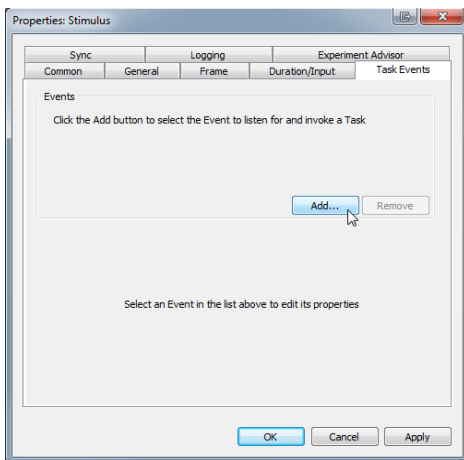 Properties: Stimulus
Sync Logging Experiment Advisor
Common General Frame Duration/Input Task Events
Events
Click the Add button to select the Event to listen for and invoke a Task
Add... Remove
Select an Event in the list above to edit its properties
OK Cancel Apply